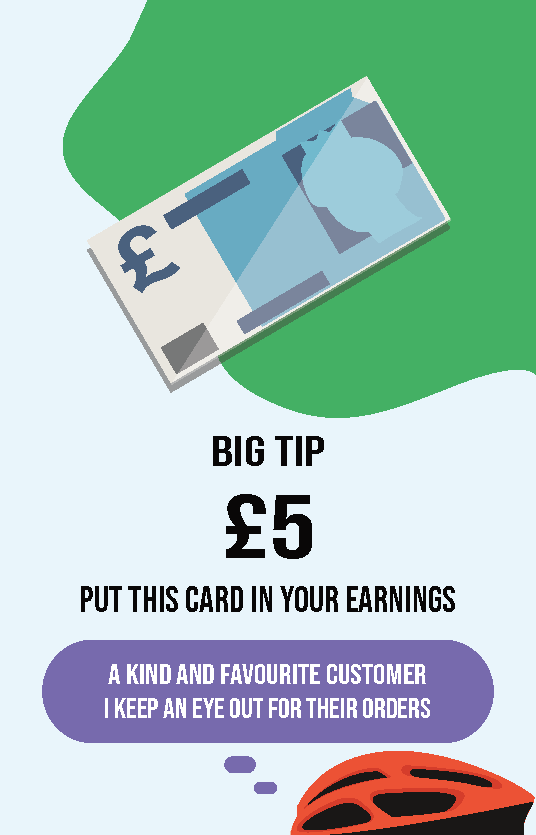 £
BIG TIP
£5
PUT THIS CARD IN YOUR EARNINGS
A KIND AND FAVOURITE CUSTOMER
I KEEP AN EYE OUT FOR THEIR ORDERS